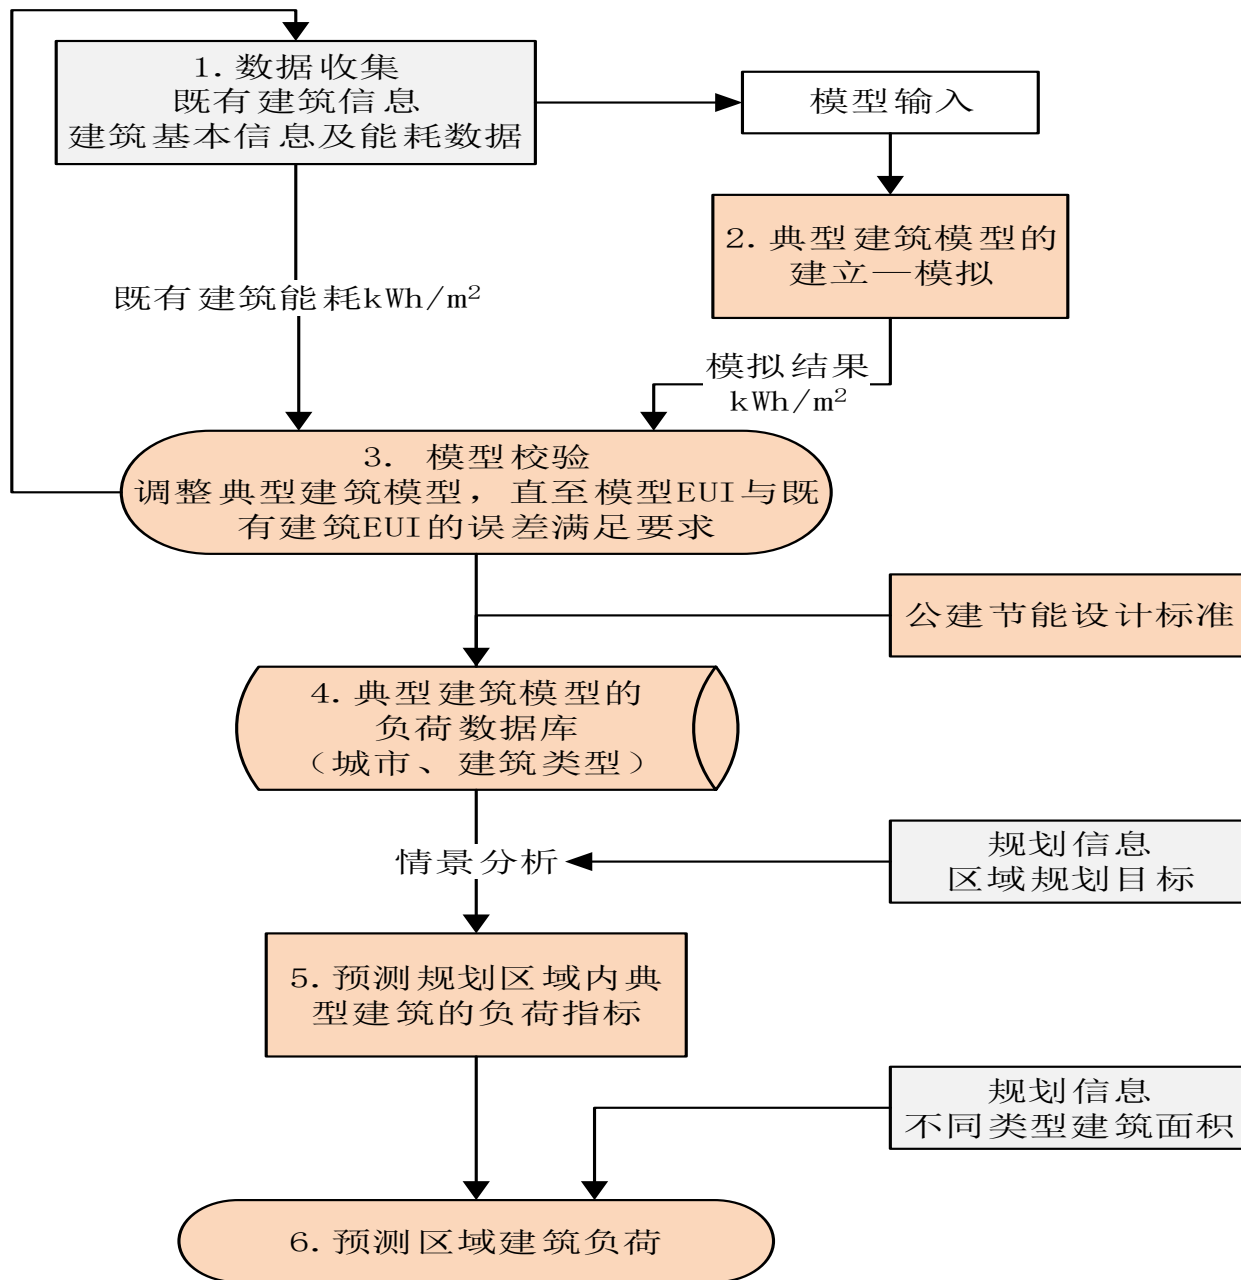 1.数据收集
既有建筑信息
建筑基本信息及能耗数据
模型输入
2.典型建筑模型的
建立—模拟
既有建筑能耗kWh/m²
模拟结果
kWh/m²
3. 模型校验
调整典型建筑模型，直至模型EUI与既
有建筑EUI的误差满足要求
公建节能设计标准
4.典型建筑模型的
负荷数据库
（城市、建筑类型）
情景分析
规划信息
区域规划目标
5.预测规划区域内典
型建筑的负荷指标
规划信息
不同类型建筑面积
6.预测区域建筑负荷